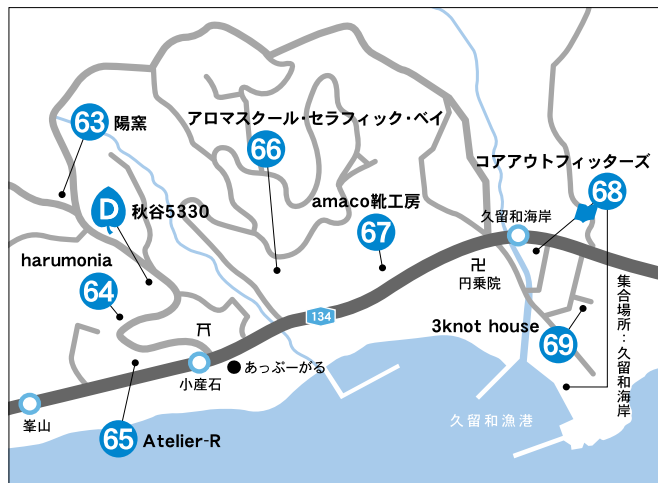 63 陽窯
アロマスクール・セラフィック・ベイ
66
コアアウトフィッターズ
68
D 秋谷5330
amaco靴工房
67
久留和海岸
harumonia
64
卍
円乗院
集合場所：久留和海岸
134
3knot house
69
小産石
あっぷーがる
峯山
久留和漁港
65 Atelier-R